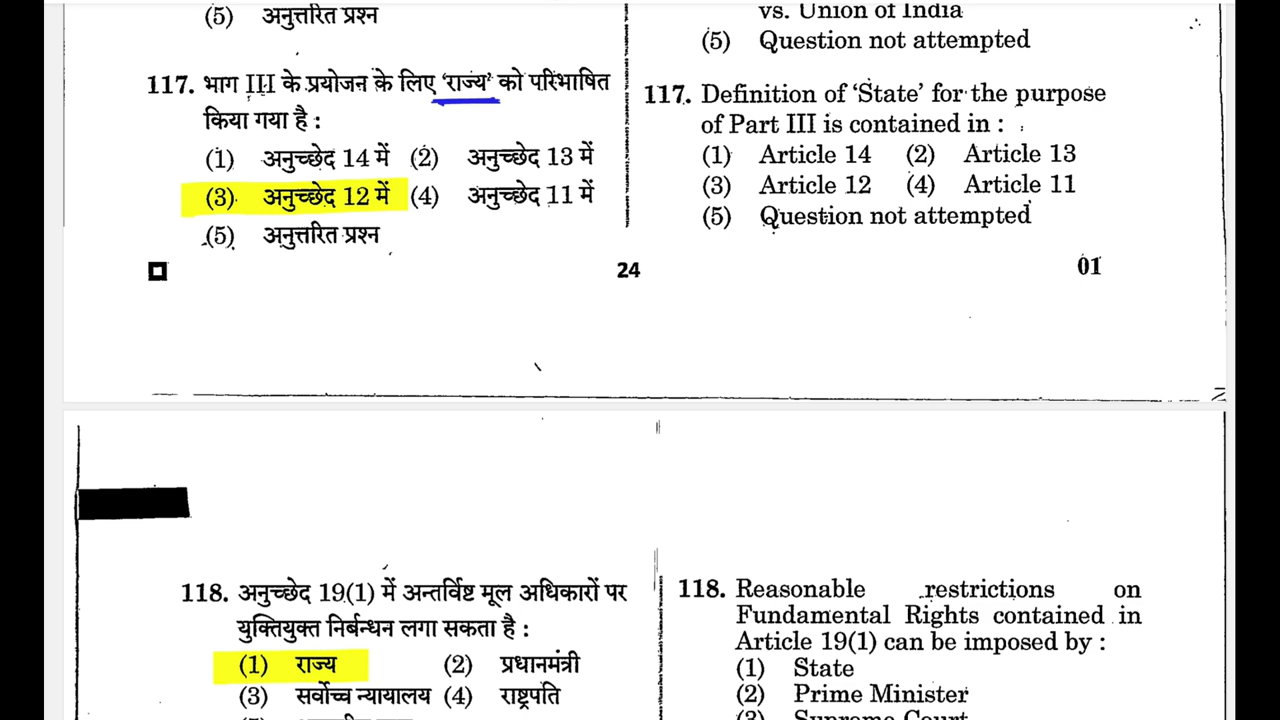 (5) अनुत्तरित प्रश्न
117. भाग III के प्रयोजन के लिए 'राज्य' को परिभाषित
किया गया है :
(1) अनुच्छेद 14 में (2) अनुच्छेद 13 में
(3) अनुच्छेद 12 में (4) अनुच्छेद 11 में
(5) अनुत्तरित प्रश्न
vs. Union of India
(5) Question not attempted
117. Definition of 'State' for the purpose
of Part III is contained in :
(1) Article 14 (2) Article 13
(3) Article 12 (4) Article 11
(5) Question not attempted
24
01
118. अनुच्छेद 19(1) में अन्तर्विष्ट मूल अधिकारों पर
युक्तियुक्त निर्बन्धन लगा सकता है :
(1) राज्य (2) प्रधानमंत्री
(3) सर्वोच्च न्यायालय (4) राष्ट्रपति
118. Reasonable restrictions on
Fundamental Rights contained in
Article 19(1) can be imposed by :
(1) State
(2) Prime Minister
(3) Supreme Court